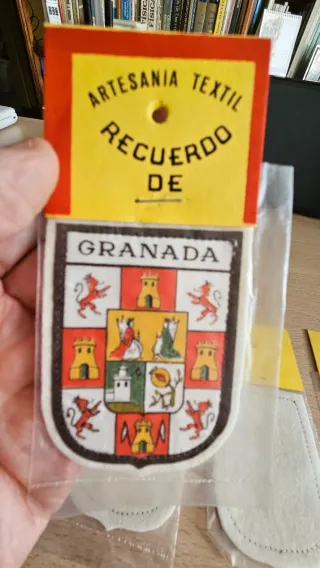 ARTESANIA TEXTIL
RECUERDO
DE
GRANADA